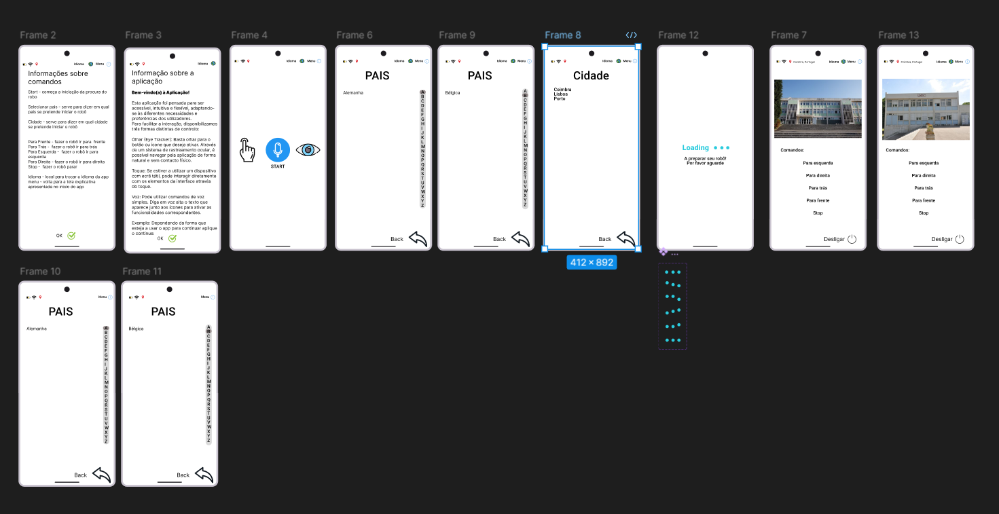 Frame 2
Idioma
Menu
Informações sobre
comandos
Start - começa a iniclação da procura do
robo
Selecionar pais - serve para dizer em qual
pais se pretende iniciar o robô
Cidade - serve para dizer em qual cidade
se pretende iniciar o robô
Para Frente - fazer o robô ir para frente
Para Trás - fazer o robô ir para trás
Para Esquerda - fazer o robô ir para
esquerda
Para Direita - fazer o robô ir para direita
Stop - fazer o robô parar
Idioma - local para trocar o idioma do app
menu - volta para a tela explicativa
apresentada no inicio do app
OK
Frame 3
Idioma
Informação sobre a
aplicação
Bem-vindo(a) à Aplicação!
Esta aplicação foi pensada para ser
acessível, intuitiva e flexível, adaptando-
se às diferentes necessidades e
preferências dos utilizadores.
Para facilitar a interação, disponibilizamos
três formas distintas de controlo:
Olhar (Eye Tracker): Basta olhar para o
botão ou ícone que deseja ativar. Através
de um sistema de rastreamento ocular, é
possível navegar pela aplicação de forma
natural e sem contacto físico.
Toque: Se estiver a utilizar um dispositivo
com ecrã tátil, pode interagir diretamente
com os elementos da interface através
do toque.
Voz: Pode utilizar comandos de voz
simples. Diga em voz alta o texto que
aparece junto aos ícones para ativar as
funcionalidades correspondentes.
Exemplo: Dependendo da forma que
esteja a usar o app para continuar aplique
o continue:
OK
Frame 4
Idioma
Menu
START
Frame 6
Idioma
Menu
PAIS
Alemanha
A
B
C
D
E
F
G
H
I
J
K
L
M
N
O
P
Q
R
S
T
U
V
W
X
Y
Z
Back
Frame 9
Idioma
Menu
PAIS
Bélgica
A
B
C
D
E
F
G
H
I
J
K
L
M
N
O
P
Q
R
S
T
U
V
W
X
Y
Z
Back
Frame 8
</>
Idioma
Menu
Cidade
Coimbra
Lisboa
Porto
Back
412 × 892
Frame 12
Loading
A preparar seu robô!
Por favor aguarde
...
Frame 7
Coimbra, Portugal
Idioma
Menu
Comandos:
Para esquerda
Para direita
Para trás
Para frente
Stop
Desligar
Frame 13
Coimbra, Portugal
Idioma
Menu
Comandos:
Para esquerda
Para direita
Para trás
Para frente
Stop
Desligar
Frame 10
Menu
PAIS
Alemanha
A
B
C
D
E
F
G
H
I
J
K
L
M
N
O
P
Q
R
S
T
U
V
W
X
Y
Z
Back
Frame 11
Menu
PAIS
Bélgica
A
B
C
D
E
F
G
H
I
J
K
L
M
N
O
P
Q
R
S
T
U
V
W
X
Y
Z
Back